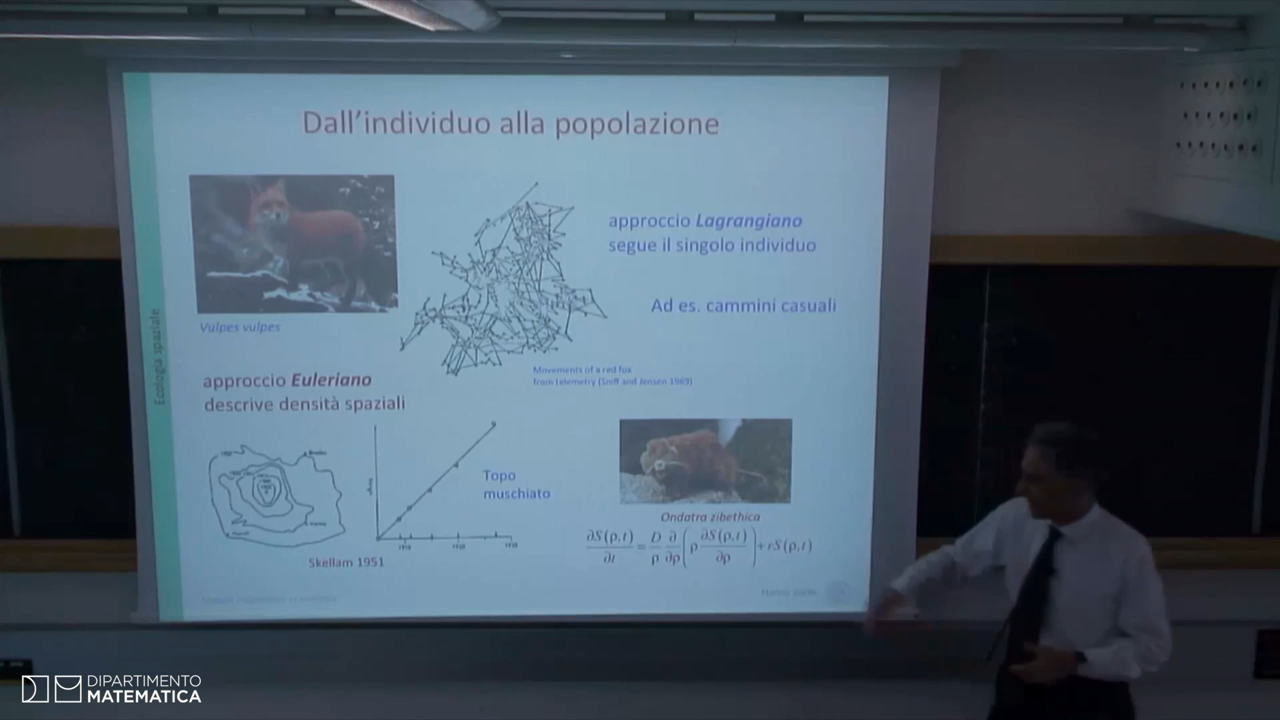 Dall'individuo alla popolazione
approccio Lagrangiano
segue il singolo individuo
Ad es. cammini casuali
Vulpes vulpes
Movements of a red fox
from telemetry (Sniff and Jensen 1969)
Ecologia spaziale
approccio Euleriano
descrive densità spaziali
Topo
muschiato
Ondatra zibethica
∂S(ρ,t)/∂t = D/ρ ∂/∂ρ (ρ ∂S(ρ,t)/∂ρ) + rS(ρ,t)
Skellam 1951
DIPARTIMENTO
MATEMATICA